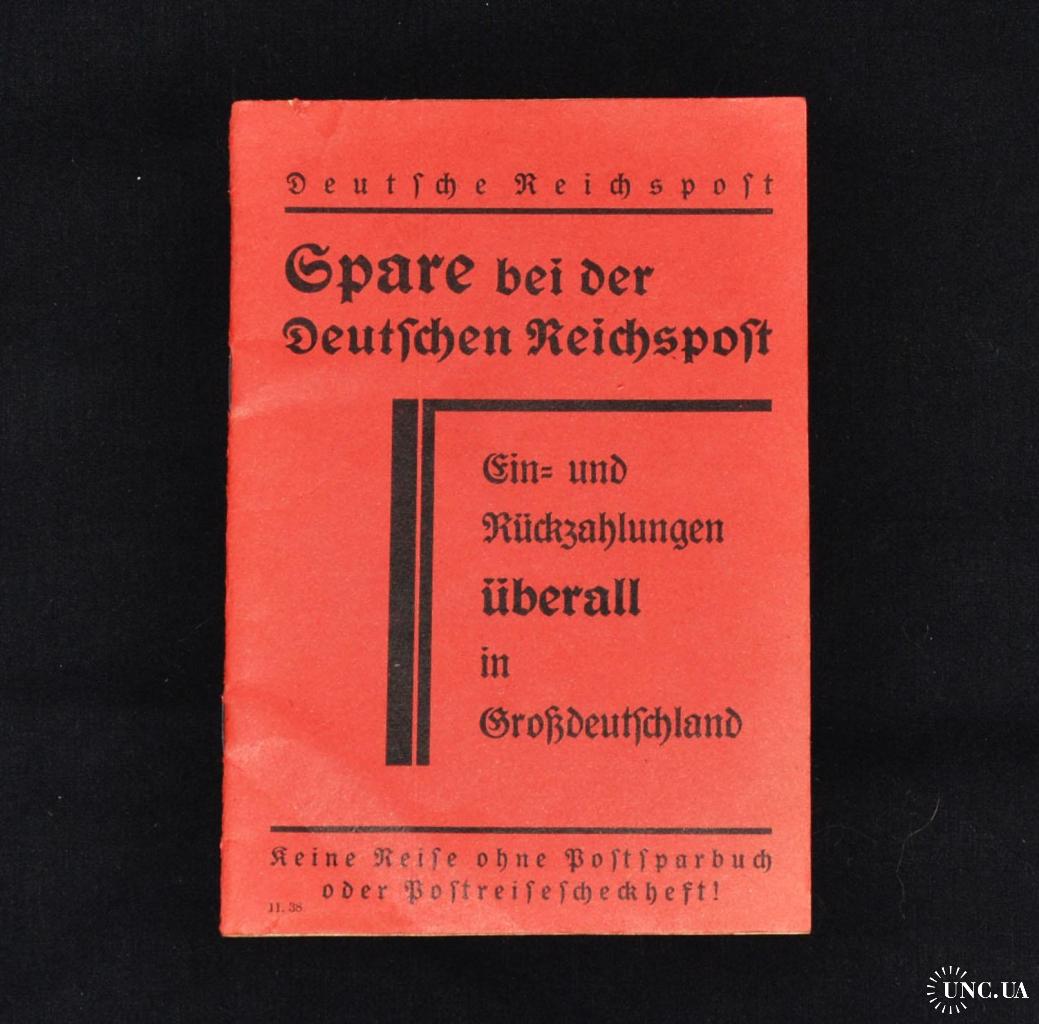 Deutsche Reichspost
Spare bei der
Deutschen Reichspost
Ein- und
Rückzahlungen
überall
in
Großdeutschland
Keine Reise ohne Postsparbuch
oder Postreisescheckheft!
11. 38
UNC.UA